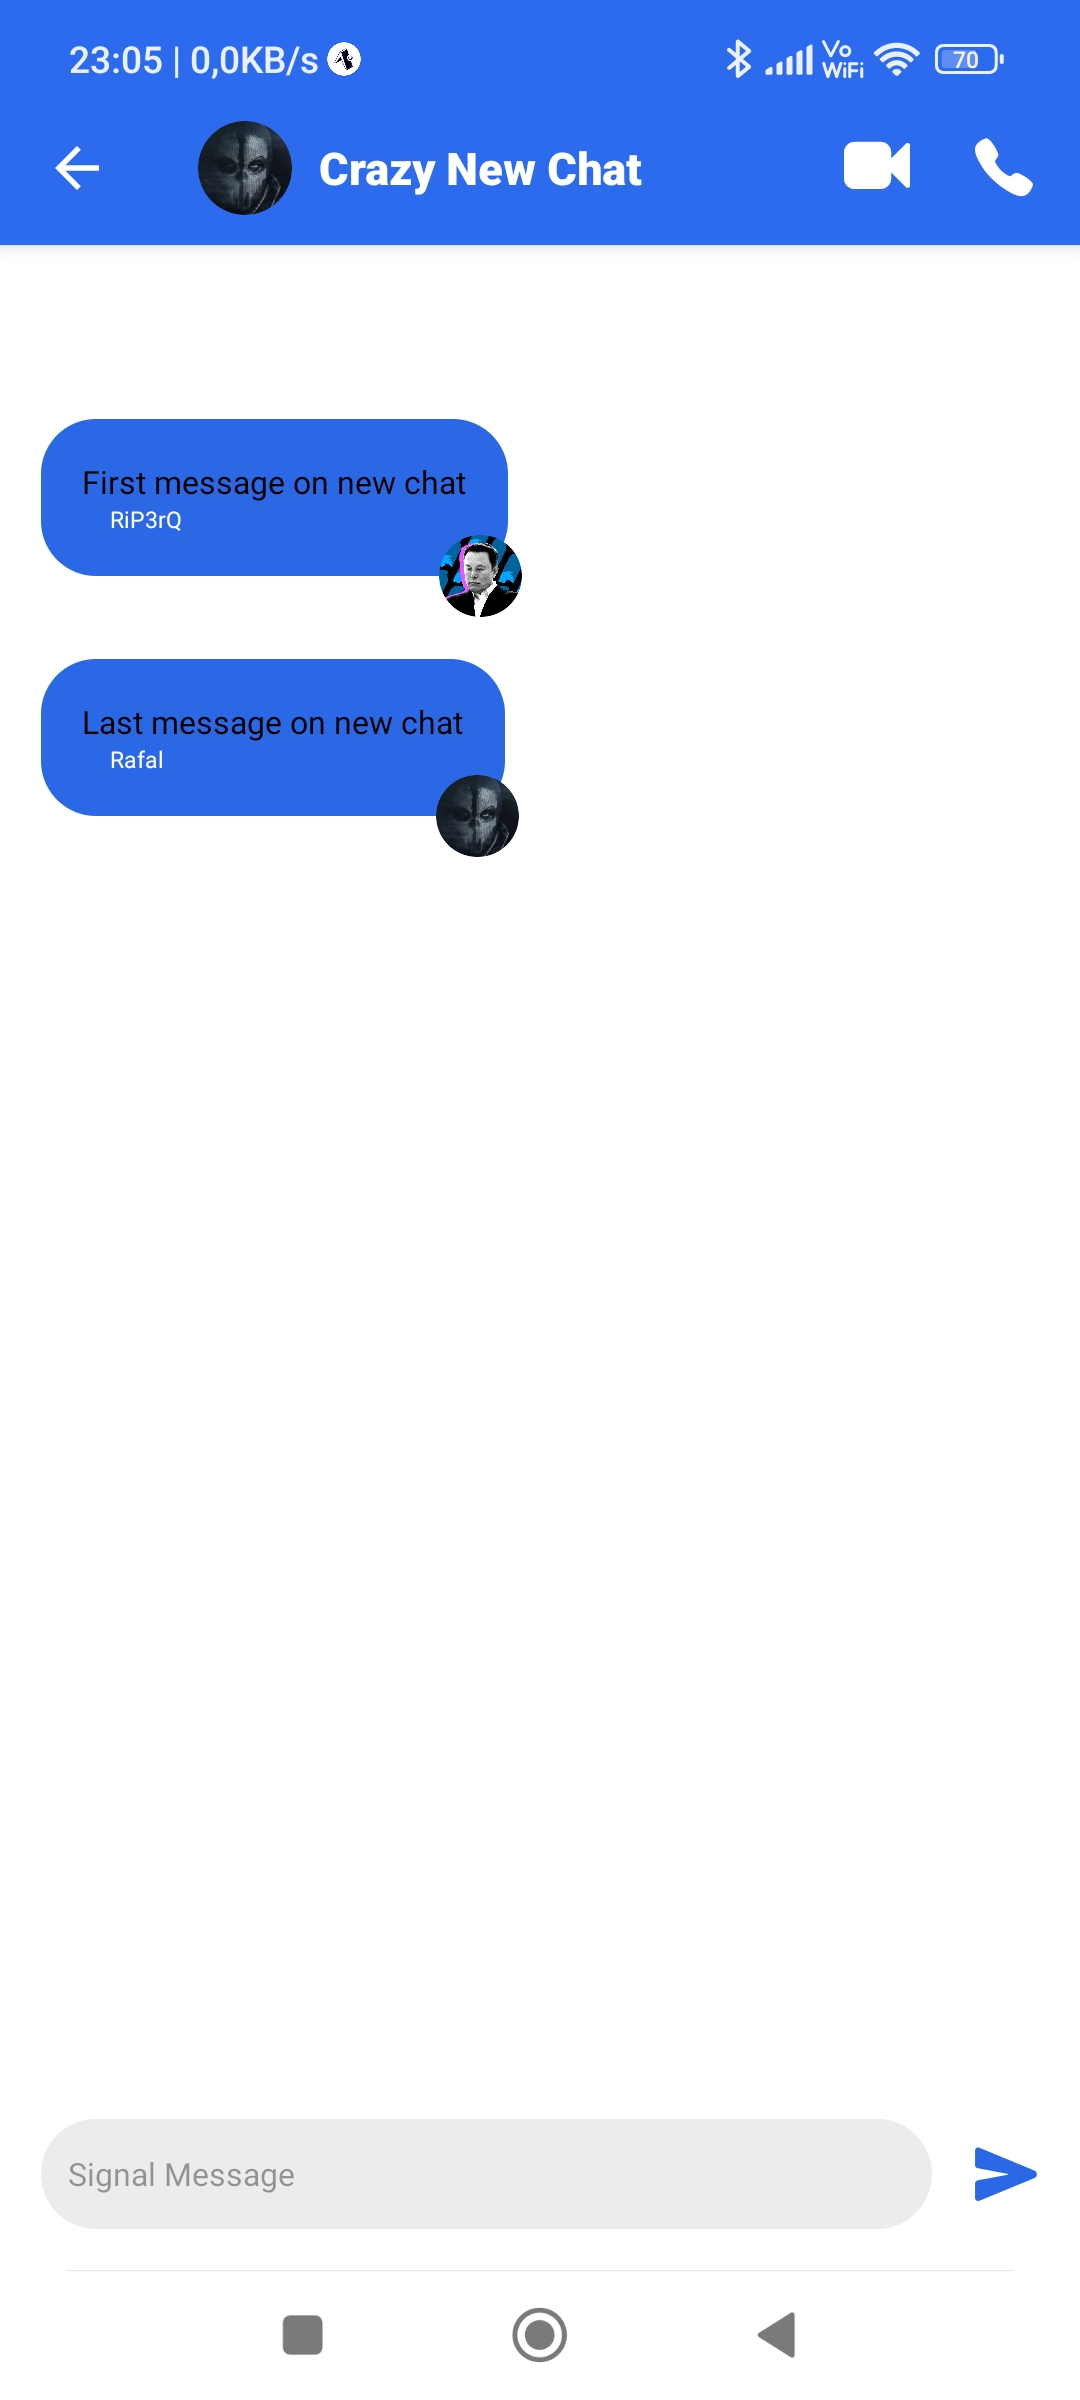 23:05 | 0,0KB/s
Vo
WiFi
70
Crazy New Chat
First message on new chat
RiP3rQ
Last message on new chat
Rafal
Signal Message